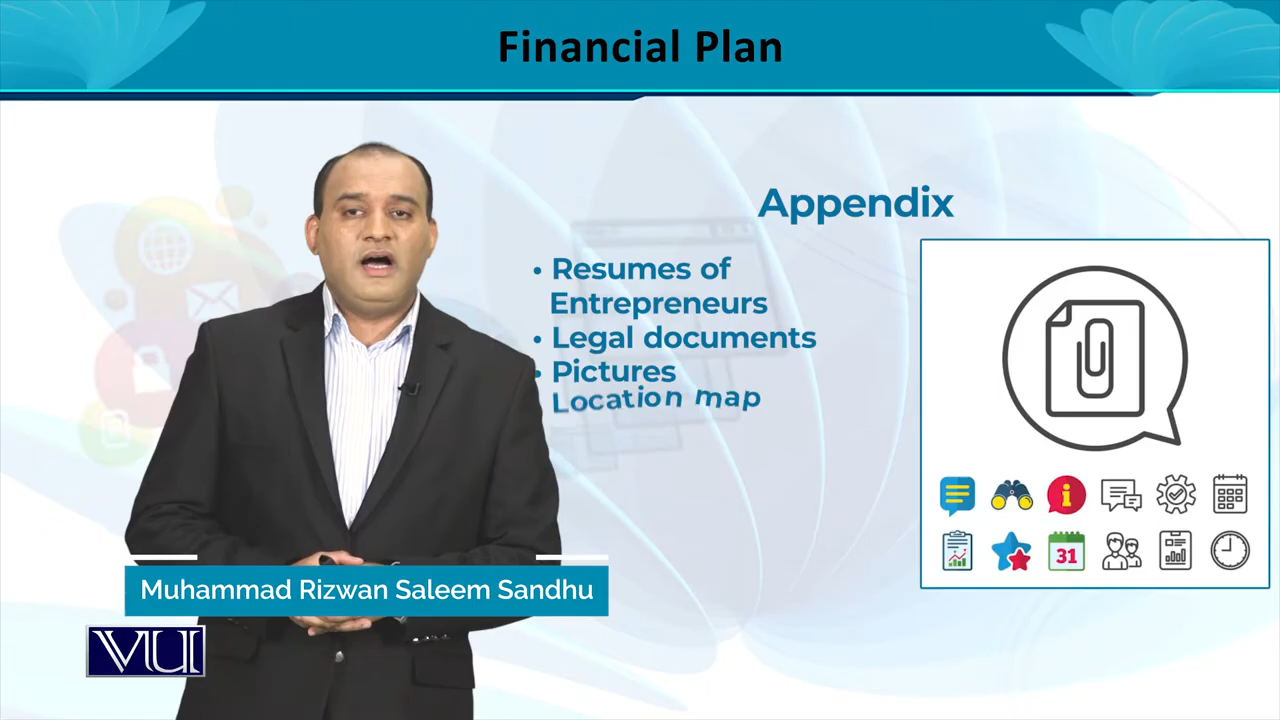 Financial Plan
Appendix
• Resumes of
Entrepreneurs
• Legal documents
• Pictures
Location map
31
Muhammad Rizwan Saleem Sandhu
VU